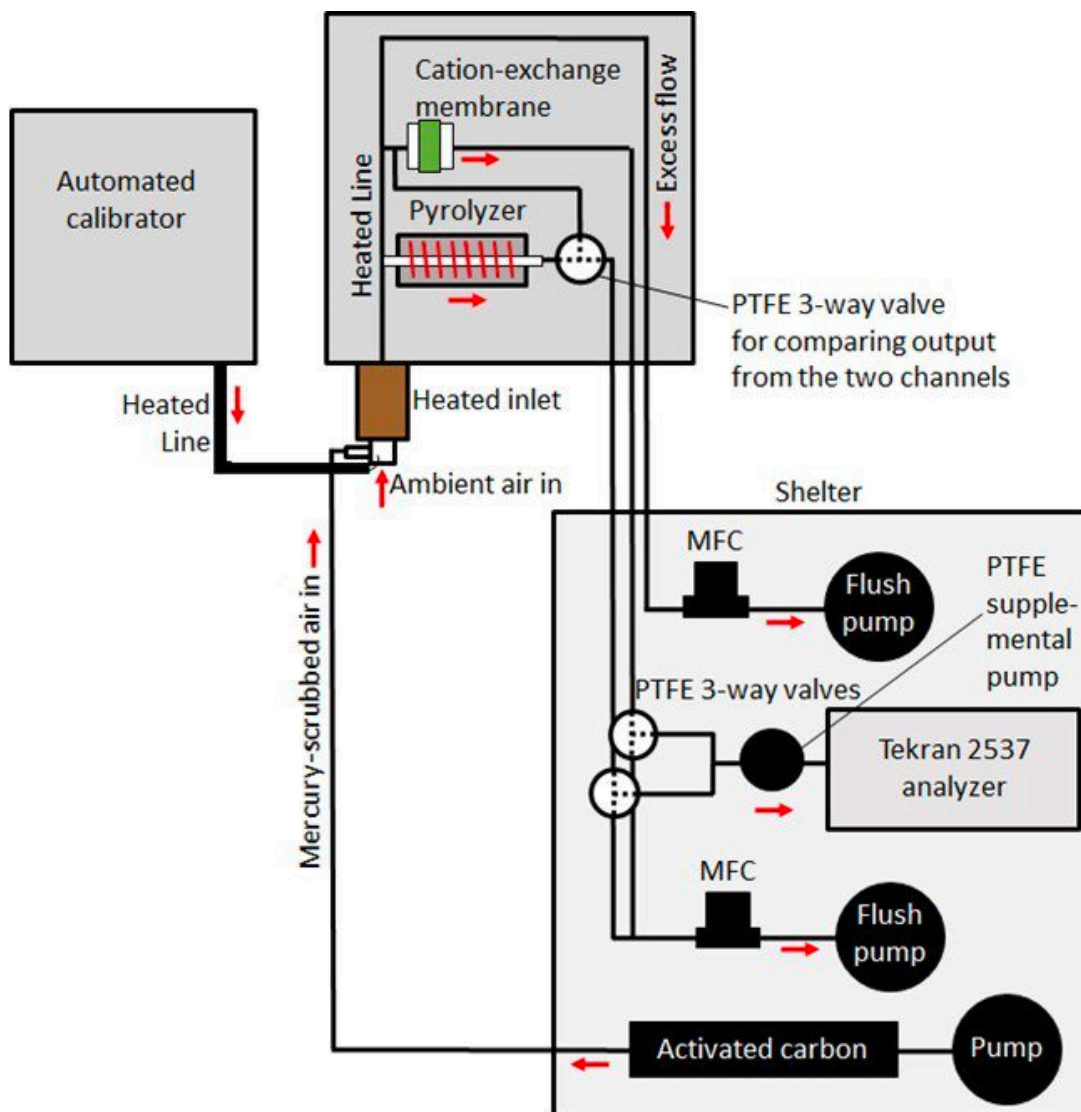 Cation-exchange
membrane
Excess flow
Automated
calibrator
Heated Line
Pyrolyzer
PTFE 3-way valve
for comparing output
from the two channels
Heated
Line
Heated inlet
Ambient air in
Shelter
Mercury-scrubbed air in
MFC
Flush
pump
PTFE
supple-
mental
pump
PTFE 3-way valves
Tekran 2537
analyzer
MFC
Flush
pump
Activated carbon
Pump